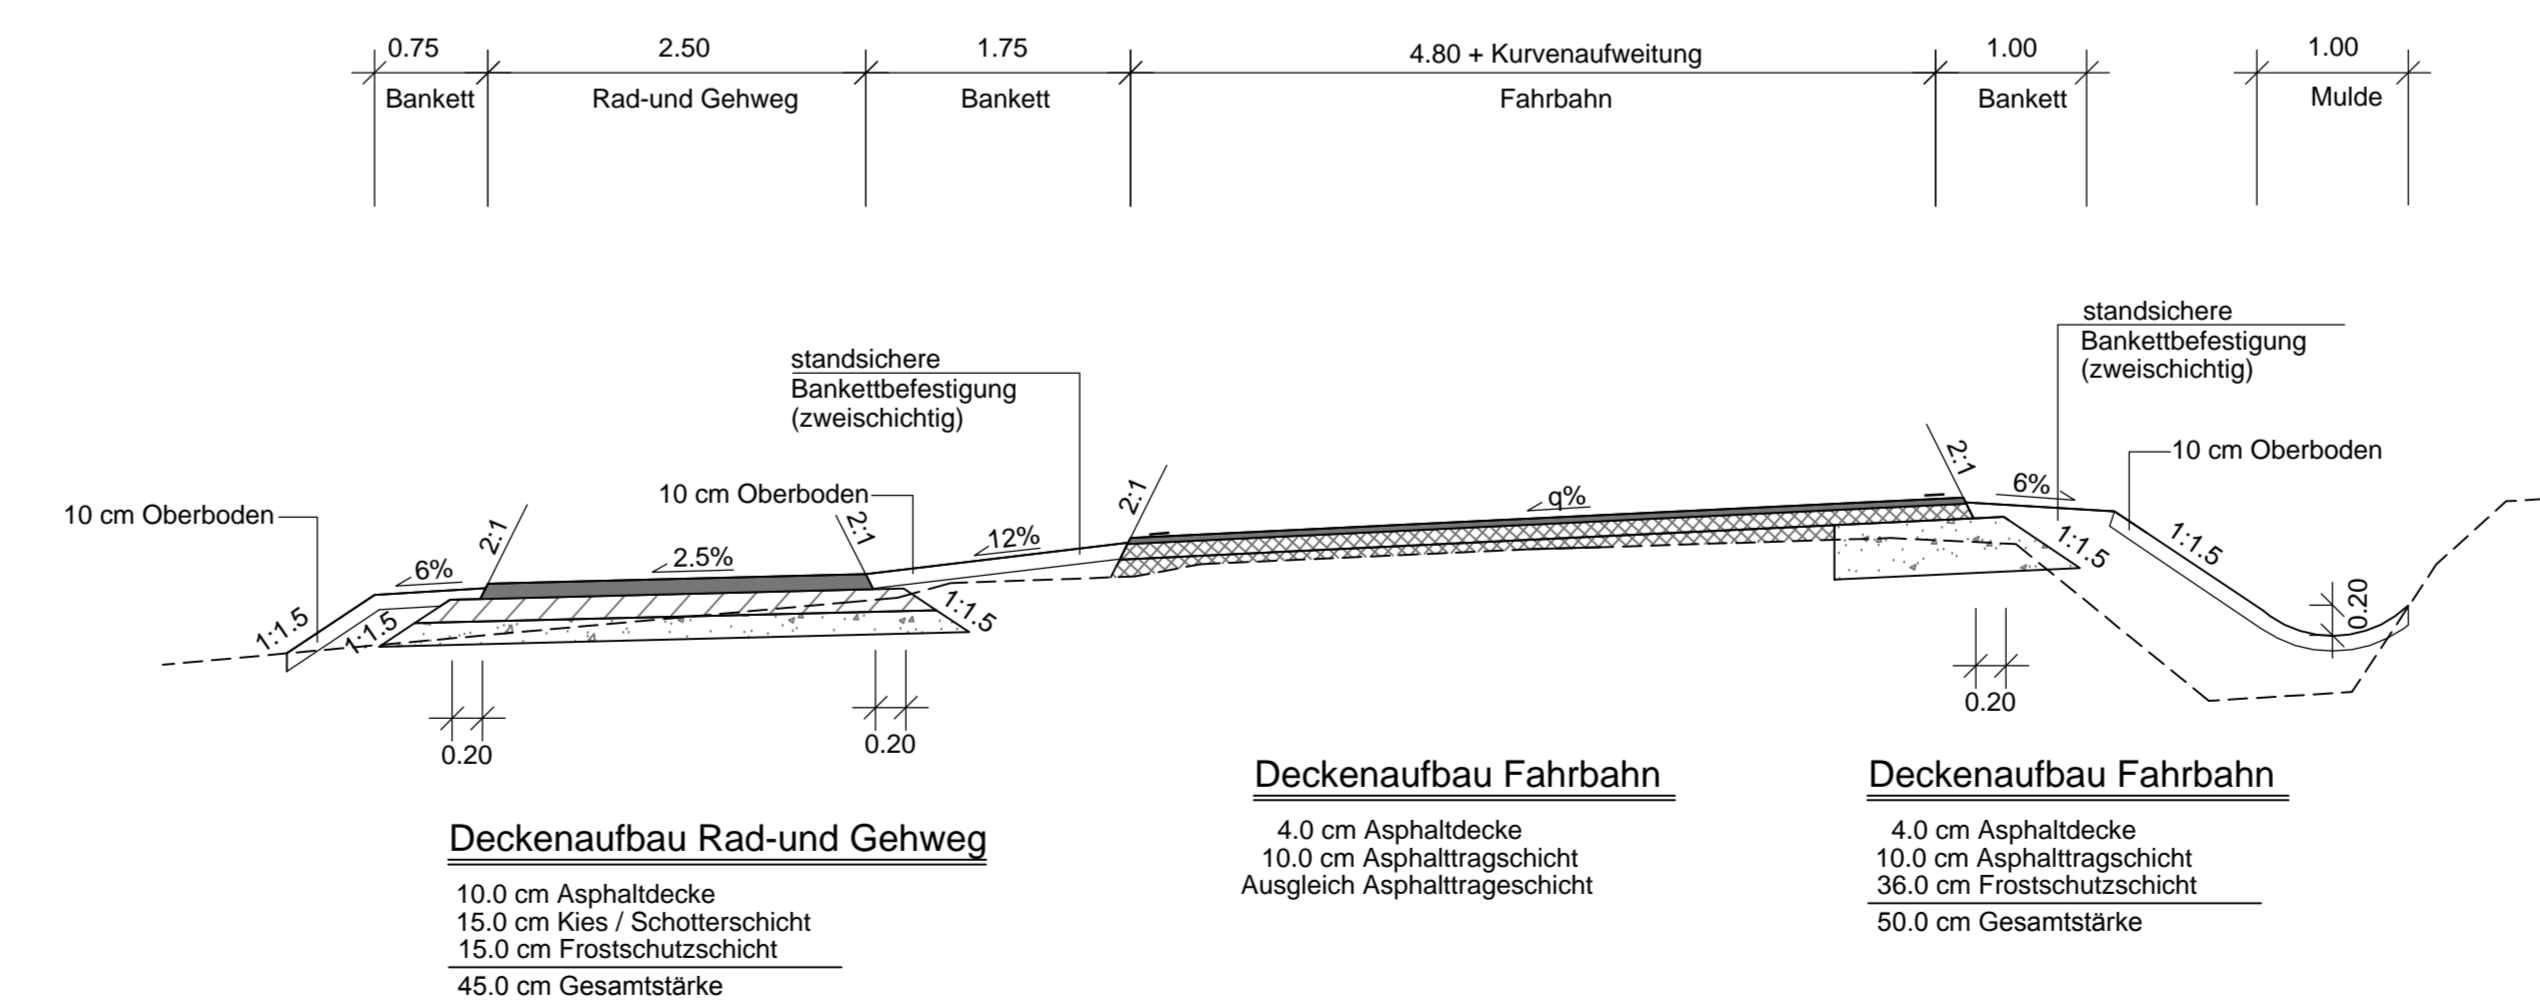 0.75
2.50
1.75
4.80 + Kurvenaufweitung
1.00
1.00
Bankett
Rad-und Gehweg
Bankett
Fahrbahn
Bankett
Mulde
standsichere
Bankettbefestigung
(zweischichtig)
standsichere
Bankettbefestigung
(zweischichtig)
10 cm Oberboden
10 cm Oberboden
10 cm Oberboden
1:1.5
1:1.5
6%
2:1
2.5%
2:1
1:1.5
12%
2:1
q%
2:1
6%
1:1.5
1:1.5
0.20
0.20
0.20
0.20
Deckenaufbau Rad-und Gehweg
10.0 cm Asphaltdecke
15.0 cm Kies / Schotterschicht
15.0 cm Frostschutzschicht
45.0 cm Gesamtstärke
Deckenaufbau Fahrbahn
4.0 cm Asphaltdecke
10.0 cm Asphalttragschicht
Ausgleich Asphalttrageschicht
Deckenaufbau Fahrbahn
4.0 cm Asphaltdecke
10.0 cm Asphalttragschicht
36.0 cm Frostschutzschicht
50.0 cm Gesamtstärke